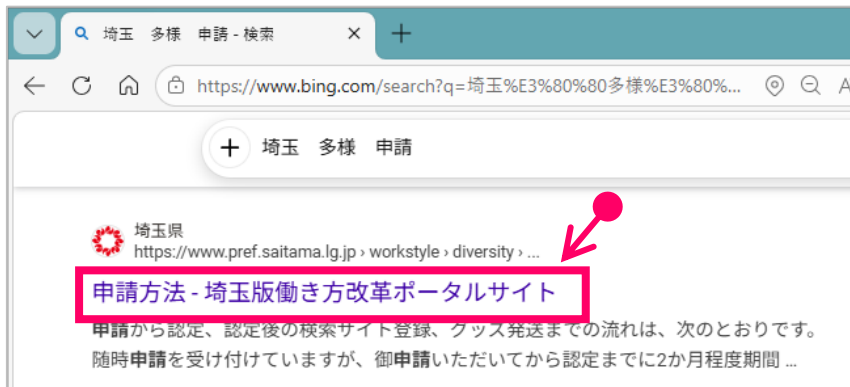 埼玉　多様　申請 - 検索
https://www.bing.com/search?q=埼玉%E3%80%80多様%E3%80%...
埼玉　多様　申請
埼玉県
https://www.pref.saitama.lg.jp › workstyle › diversity › ...
申請方法 - 埼玉版働き方改革ポータルサイト
申請から認定、認定後の検索サイト登録、グッズ発送までの流れは、次のとおりです。
随時申請を受け付けていますが、御申請いただいてから認定までに2か月程度期間 ...